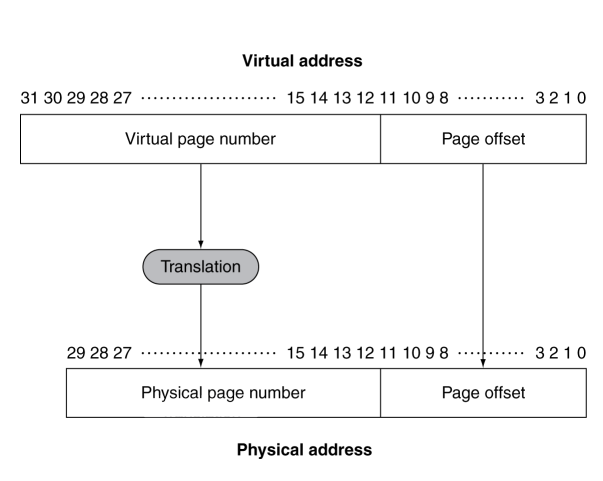 Virtual address
31 30 29 28 27 ······················ 15 14 13 12 11 10 9 8 ··········· 3 2 1 0
Virtual page number Page offset
Translation
29 28 27 ······················ 15 14 13 12 11 10 9 8 ··········· 3 2 1 0
Physical page number Page offset
Physical address